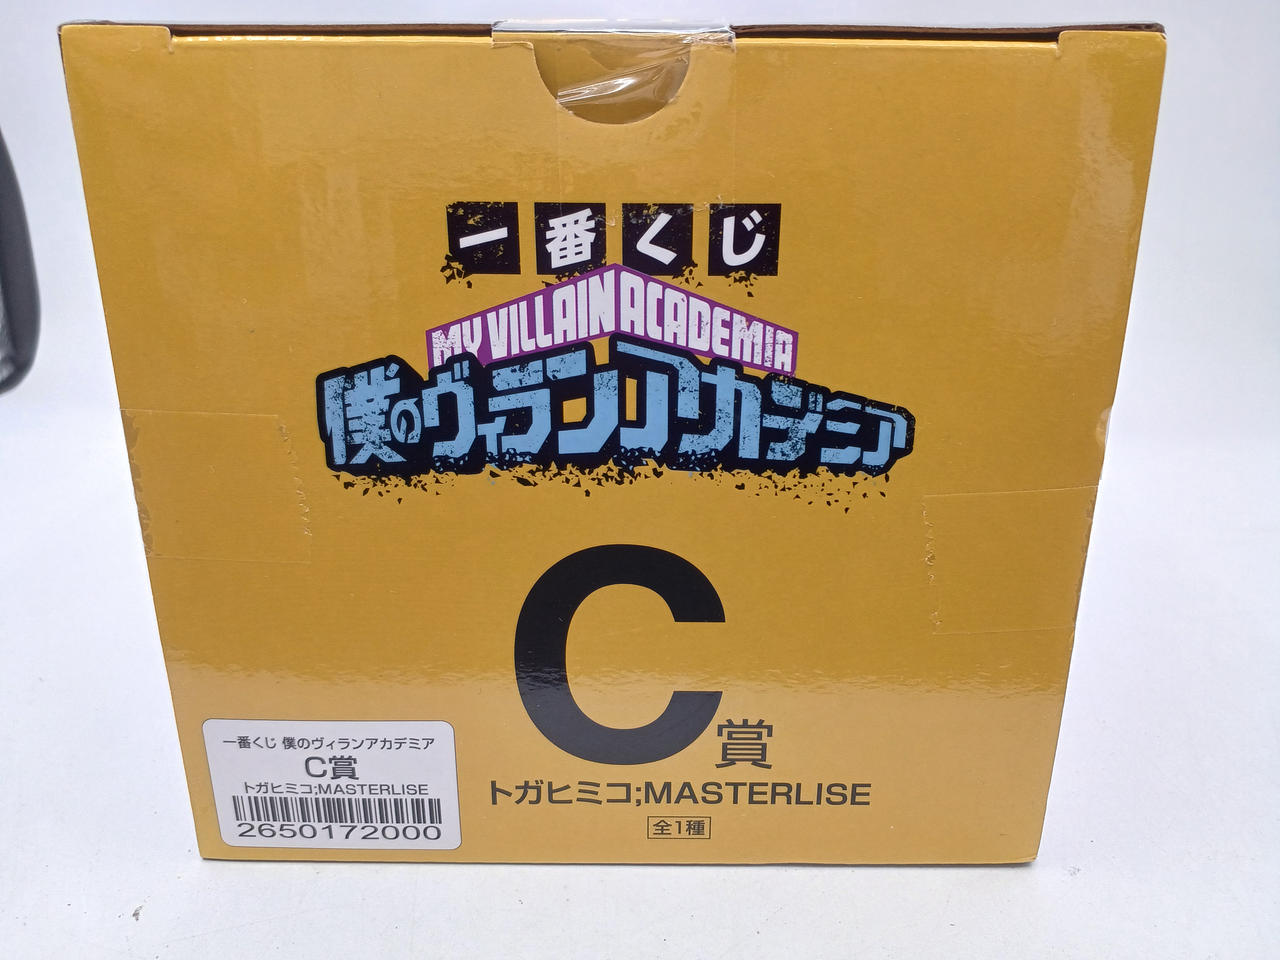 一番くじ
MY VILLAIN ACADEMIA
僕のヴィランアカデミア
C賞
トガヒミコ;MASTERLISE
全1種
一番くじ 僕のヴィランアカデミア
C賞
トガヒミコ;MASTERLISE
2650172000